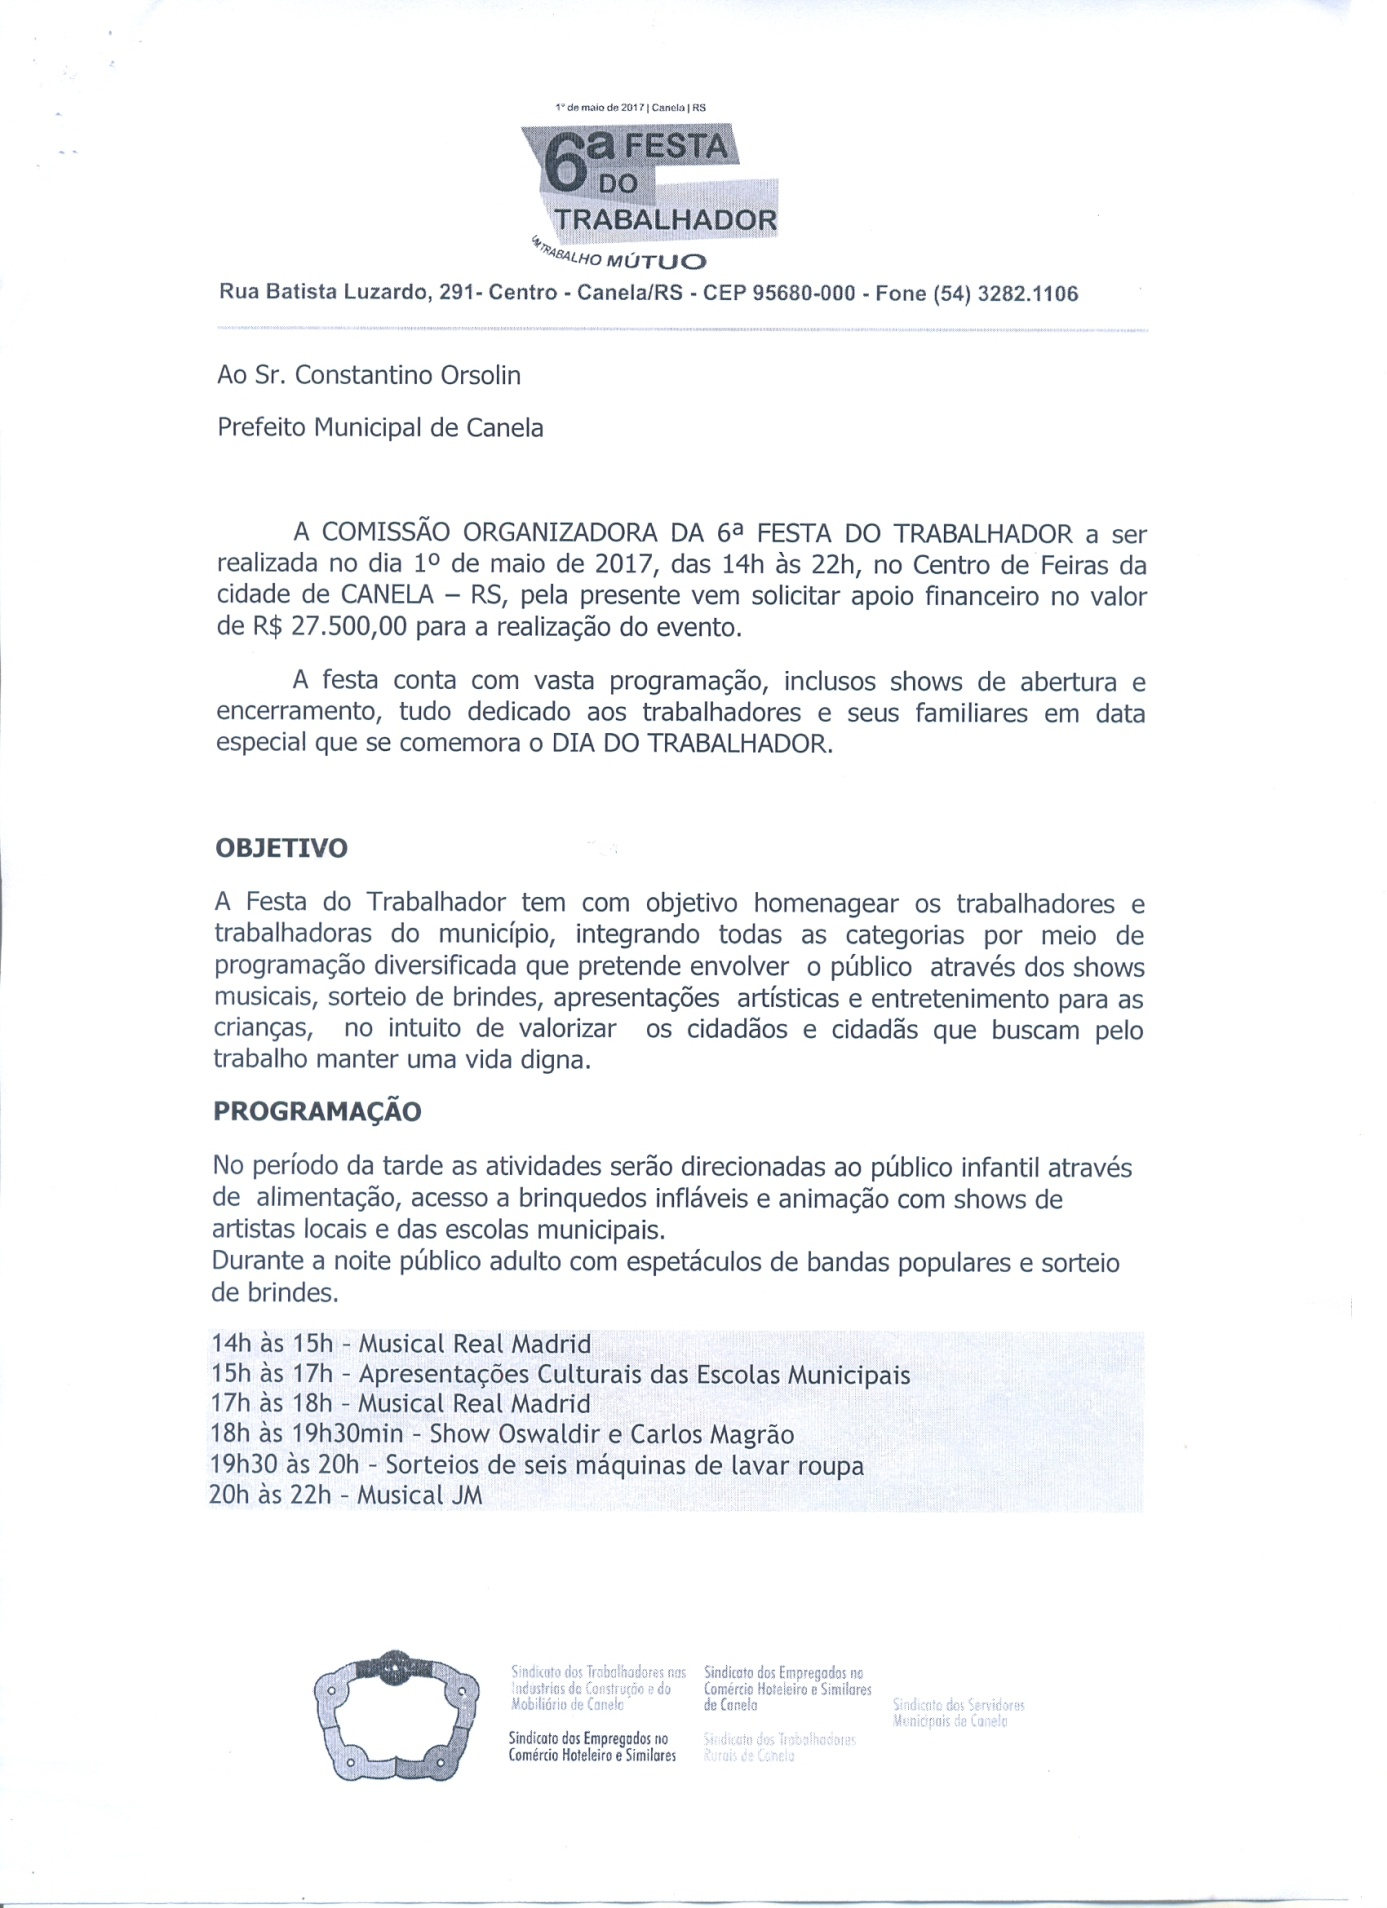 1º de maio de 2017 | Canela | RS
6ª FESTA
DO
TRABALHADOR
UM TRABALHO MÚTUO
Rua Batista Luzardo, 291- Centro - Canela/RS - CEP 95680-000 - Fone (54) 3282.1106
Ao Sr. Constantino Orsolin
Prefeito Municipal de Canela
A COMISSÃO ORGANIZADORA DA 6ª FESTA DO TRABALHADOR a ser
realizada no dia 1º de maio de 2017, das 14h às 22h, no Centro de Feiras da
cidade de CANELA – RS, pela presente vem solicitar apoio financeiro no valor
de R$ 27.500,00 para a realização do evento.
A festa conta com vasta programação, inclusos shows de abertura e
encerramento, tudo dedicado aos trabalhadores e seus familiares em data
especial que se comemora o DIA DO TRABALHADOR.
OBJETIVO
A Festa do Trabalhador tem com objetivo homenagear os trabalhadores e
trabalhadoras do município, integrando todas as categorias por meio de
programação diversificada que pretende envolver o público através dos shows
musicais, sorteio de brindes, apresentações artísticas e entretenimento para as
crianças, no intuito de valorizar os cidadãos e cidadãs que buscam pelo
trabalho manter uma vida digna.
PROGRAMAÇÃO
No período da tarde as atividades serão direcionadas ao público infantil através
de alimentação, acesso a brinquedos infláveis e animação com shows de
artistas locais e das escolas municipais.
Durante a noite público adulto com espetáculos de bandas populares e sorteio
de brindes.
14h às 15h - Musical Real Madrid
15h às 17h - Apresentações Culturais das Escolas Municipais
17h às 18h - Musical Real Madrid
18h às 19h30min - Show Oswaldir e Carlos Magrão
19h30 às 20h - Sorteios de seis máquinas de lavar roupa
20h às 22h - Musical JM
Sindicato dos Trabalhadores nas
Industrias da Construção e do
Mobiliário de Canela
Sindicato dos Empregados no
Comércio Hoteleiro e Similares
Sindicato dos Empregados no
Comércio Hoteleiro e Similares
de Canela
Sindicato dos Trabalhadores
Rurais de Canela
Sindicato dos Servidores
Municipais de Canela